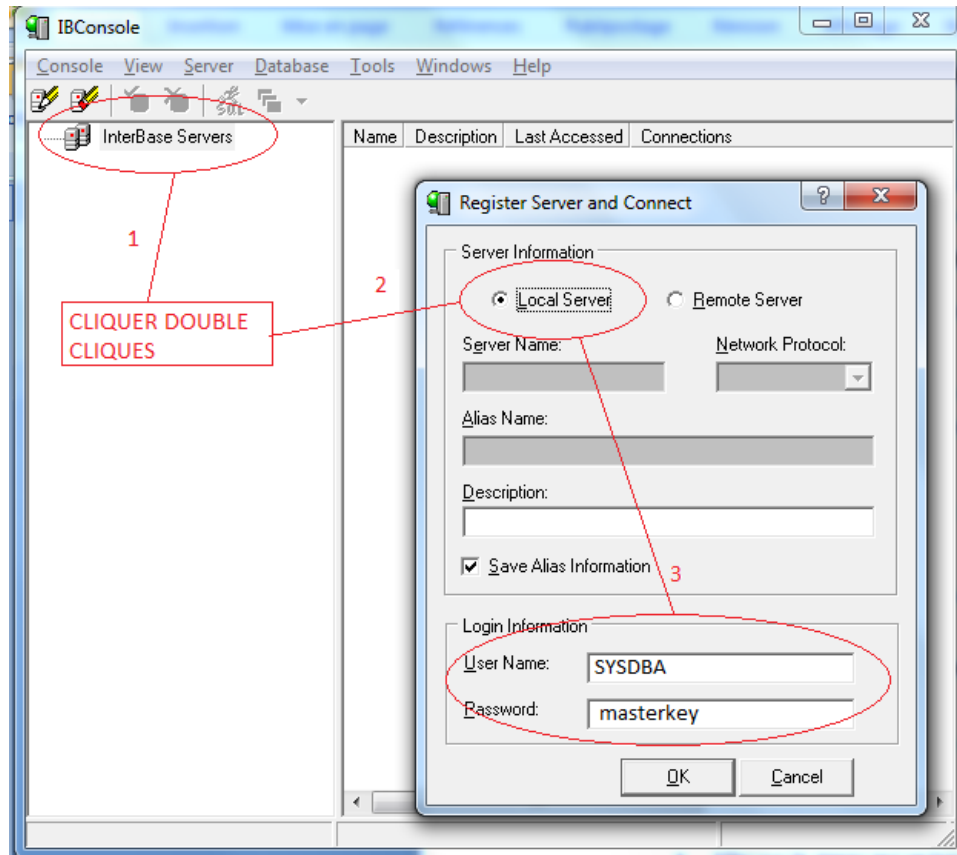 IBConsole
Console View Server Database Tools Windows Help
InterBase Servers
Name Description Last Accessed Connections
Register Server and Connect
Server Information
1
2
Local Server Remote Server
CLIQUER DOUBLE
CLIQUES
Server Name: Network Protocol:
Alias Name:
Description:
Save Alias Information
3
Login Information
User Name: SYSDBA
Password: masterkey
OK Cancel